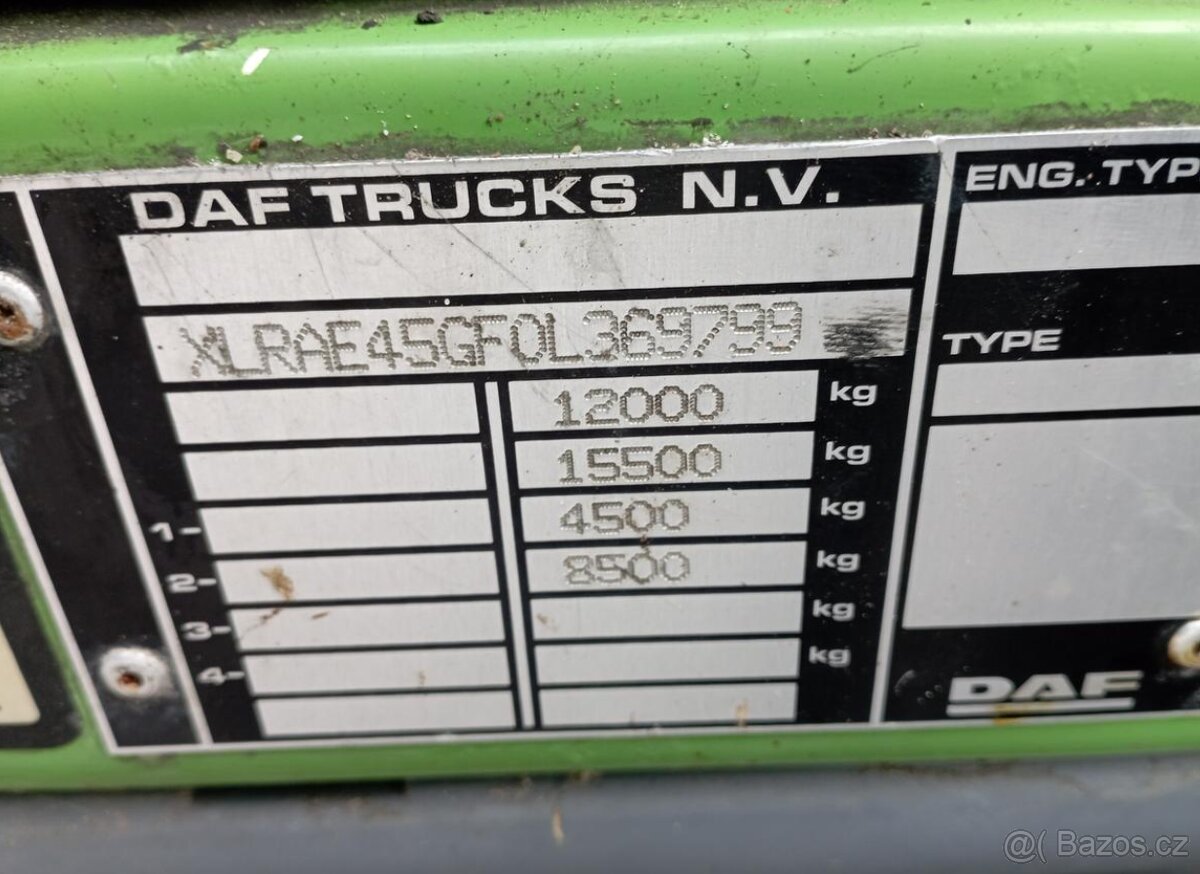 DAF TRUCKS N.V.
XLRAE45GF0L369799
12000 kg
15500 kg
1- 4500 kg
2- 8500 kg
3- kg
4- kg
ENG. TYP
TYPE
DAF
@( Bazos.cz